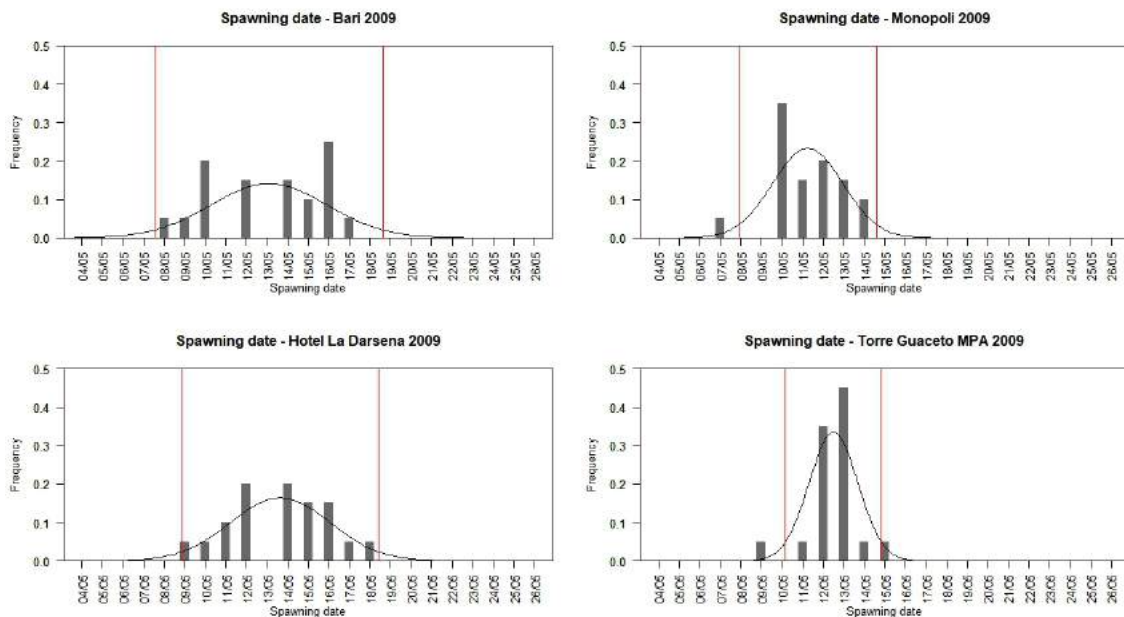 Spawning date - Bari 2009
0.5
0.4
0.3
0.2
0.1
0.0
Frequency
04/05 05/05 06/05 07/05 08/05 09/05 10/05 11/05 12/05 13/05 14/05 15/05 16/05 17/05 18/05 19/05 20/05 21/05 22/05 23/05 24/05 25/05 26/05
Spawning date
Spawning date - Monopoli 2009
0.5
0.4
0.3
0.2
0.1
0.0
Frequency
04/05 05/05 06/05 07/05 08/05 09/05 10/05 11/05 12/05 13/05 14/05 15/05 16/05 17/05 18/05 19/05 20/05 21/05 22/05 23/05 24/05 25/05 26/05
Spawning date
Spawning date - Hotel La Darsena 2009
0.5
0.4
0.3
0.2
0.1
0.0
Frequency
04/05 05/05 06/05 07/05 08/05 09/05 10/05 11/05 12/05 13/05 14/05 15/05 16/05 17/05 18/05 19/05 20/05 21/05 22/05 23/05 24/05 25/05 26/05
Spawning date
Spawning date - Torre Guaceto MPA 2009
0.5
0.4
0.3
0.2
0.1
0.0
Frequency
04/05 05/05 06/05 07/05 08/05 09/05 10/05 11/05 12/05 13/05 14/05 15/05 16/05 17/05 18/05 19/05 20/05 21/05 22/05 23/05 24/05 25/05 26/05
Spawning date